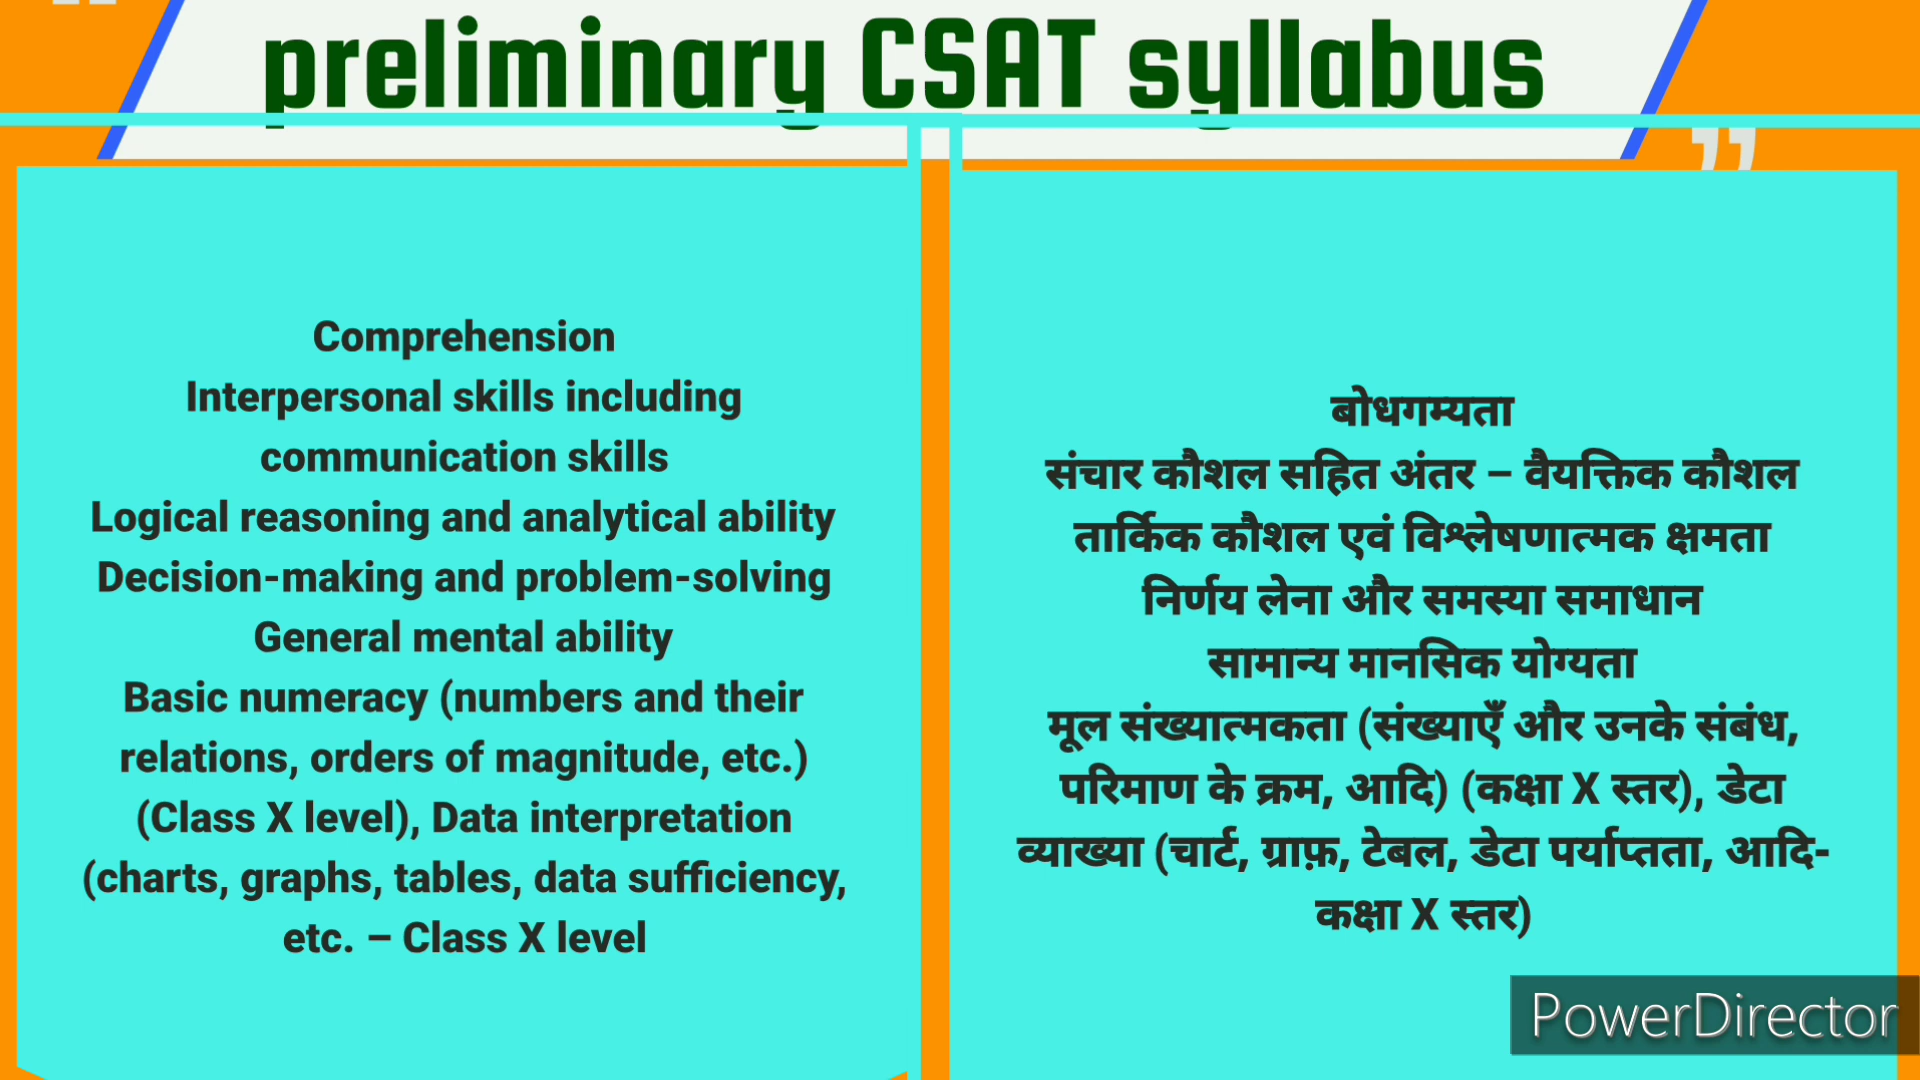 preliminary CSAT syllabus
Comprehension
Interpersonal skills including
communication skills
Logical reasoning and analytical ability
Decision-making and problem-solving
General mental ability
Basic numeracy (numbers and their
relations, orders of magnitude, etc.)
(Class X level), Data interpretation
(charts, graphs, tables, data sufficiency,
etc. – Class X level
बोधगम्यता
संचार कौशल सहित अंतर – वैयक्तिक कौशल
तार्किक कौशल एवं विश्लेषणात्मक क्षमता
निर्णय लेना और समस्या समाधान
सामान्य मानसिक योग्यता
मूल संख्यात्मकता (संख्याएँ और उनके संबंध,
परिमाण के क्रम, आदि) (कक्षा X स्तर), डेटा
व्याख्या (चार्ट, ग्राफ़, टेबल, डेटा पर्याप्तता, आदि-
कक्षा X स्तर)
PowerDirector